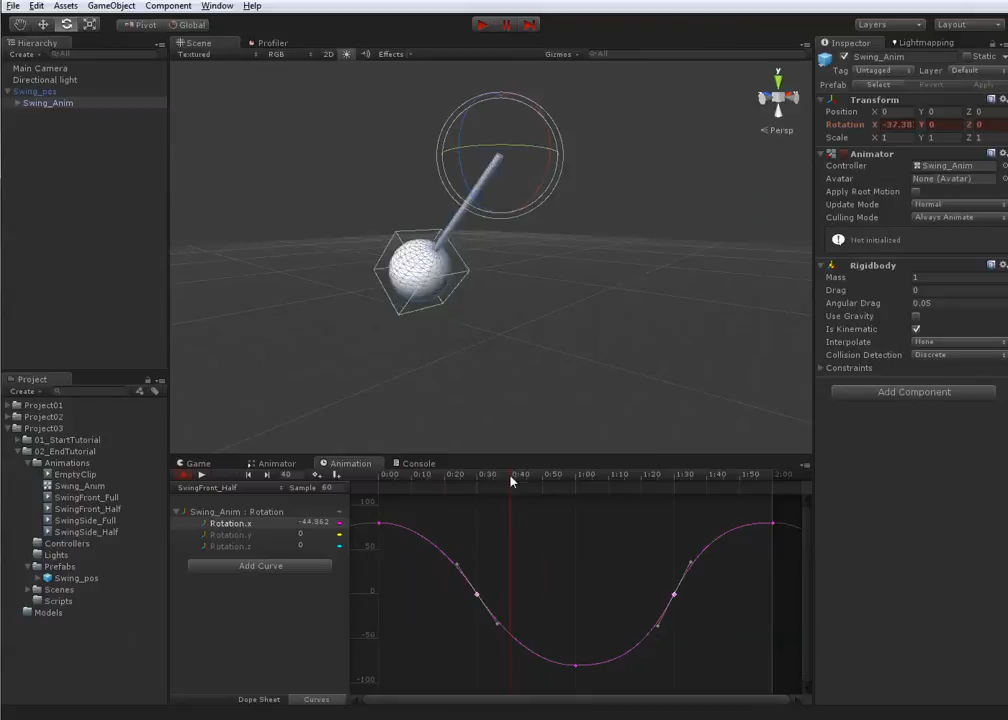 File Edit Assets GameObject Component Window Help
Pivot Global Layers Layout
Hierarchy
Create All
Main Camera
Directional light
Swing_pos
Swing_Anim
Scene Profiler
Textured RGB 2D Effects Gizmos All
y
Persp
Inspector Lightmapping
Swing_Anim Static
Tag Untagged Layer Default
Prefab Select Revert Apply
Transform
Position X 0 Y 0 Z 0
Rotation X -37.38 Y 0 Z 0
Scale X 1 Y 1 Z 1
Animator
Controller Swing_Anim
Avatar None (Avatar)
Apply Root Motion
Update Mode Normal
Culling Mode Always Animate
Not initialized
Rigidbody
Mass 1
Drag 0
Angular Drag 0.05
Use Gravity
Is Kinematic
Interpolate None
Collision Detection Discrete
Constraints
Add Component
Project
Create
Project01
Project02
Project03
01_StartTutorial
02_EndTutorial
Animations
EmptyClip
Swing_Anim
SwingFront_Full
SwingFront_Half
SwingSide_Full
SwingSide_Half
Controllers
Lights
Prefabs
Swing_pos
Scenes
Scripts
Models
Game Animator Animation Console
40 0:00 0:10 0:20 0:30 0:40 0:50 1:00 1:10 1:20 1:30 1:40 1:50 2:00
SwingFront_Half Sample 60
Swing_Anim : Rotation
Rotation.x -44.862
Rotation.y 0
Rotation.z 0
Add Curve
100
50
0
-50
-100
Dope Sheet Curves